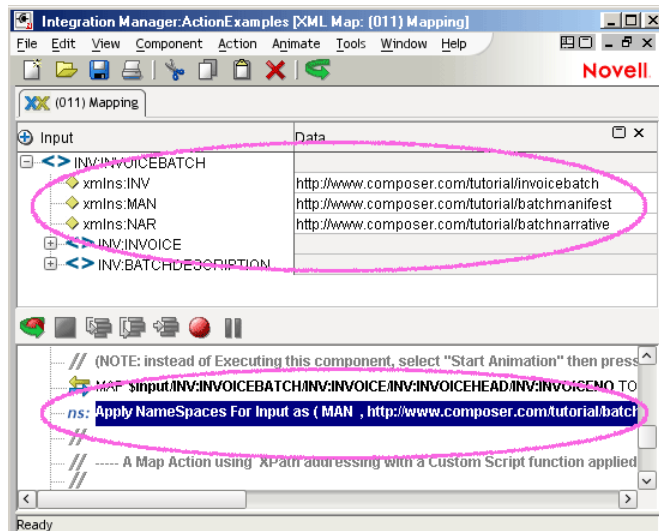 Integration Manager:ActionExamples [XML Map: (011) Mapping]
File Edit View Component Action Animate Tools Window Help
Novell.
(011) Mapping
Input Data
INV:INVOICEBATCH
xmlns:INV http://www.composer.com/tutorial/invoicebatch
xmlns:MAN http://www.composer.com/tutorial/batchmanifest
xmlns:NAR http://www.composer.com/tutorial/batchnarrative
INV:INVOICE
INV:BATCHDESCRIPTION
// (NOTE: instead of Executing this component, select "Start Animation" then press
MAP $Input/INV:INVOICEBATCH/INV:INVOICE/INV:INVOICEHEAD/INV:INVOICENO TO
ns: Apply NameSpaces For Input as ( MAN , http://www.composer.com/tutorial/batch
//
// ----- A Map Action using XPath addressing with a Custom Script function applied
//
Ready